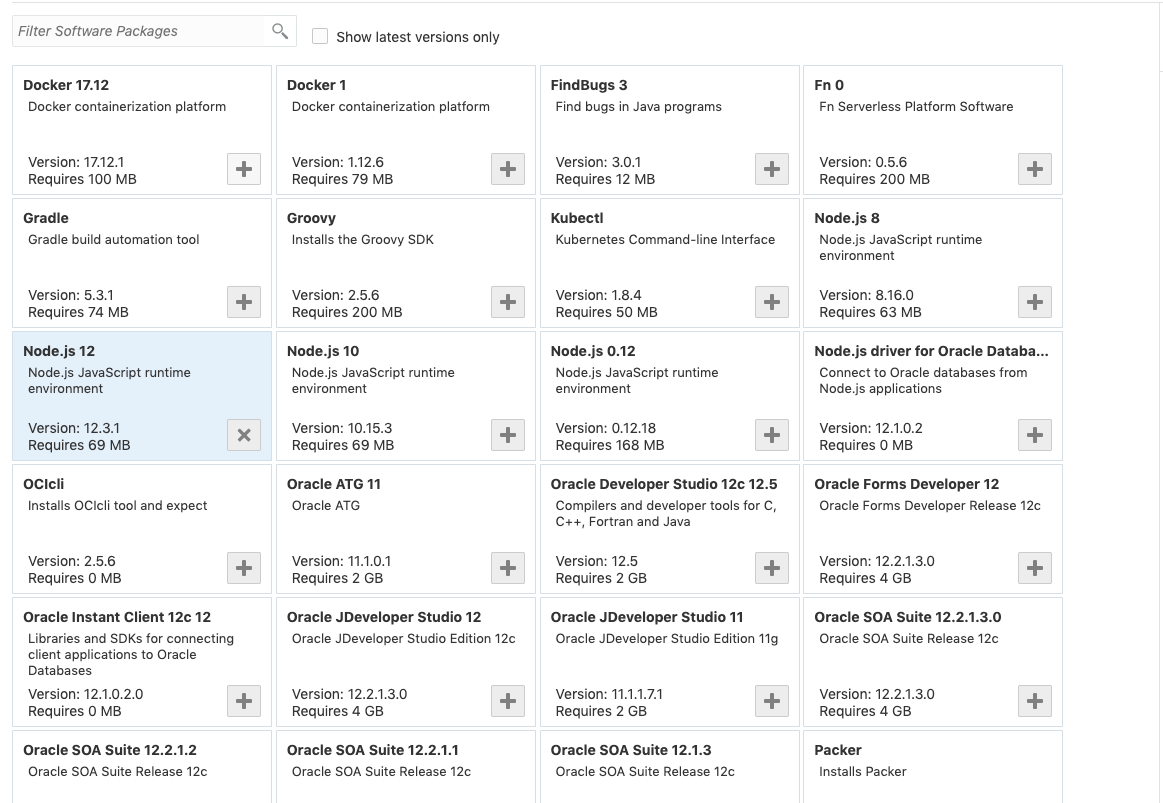 Filter Software Packages
Show latest versions only
Docker 17.12
Docker containerization platform
Version: 17.12.1
Requires 100 MB
Docker 1
Docker containerization platform
Version: 1.12.6
Requires 79 MB
FindBugs 3
Find bugs in Java programs
Version: 3.0.1
Requires 12 MB
Fn 0
Fn Serverless Platform Software
Version: 0.5.6
Requires 200 MB
Gradle
Gradle build automation tool
Version: 5.3.1
Requires 74 MB
Groovy
Installs the Groovy SDK
Version: 2.5.6
Requires 200 MB
Kubectl
Kubernetes Command-line Interface
Version: 1.8.4
Requires 50 MB
Node.js 8
Node.js JavaScript runtime
environment
Version: 8.16.0
Requires 63 MB
Node.js 12
Node.js JavaScript runtime
environment
Version: 12.3.1
Requires 69 MB
Node.js 10
Node.js JavaScript runtime
environment
Version: 10.15.3
Requires 69 MB
Node.js 0.12
Node.js JavaScript runtime
environment
Version: 0.12.18
Requires 168 MB
Node.js driver for Oracle Databa...
Connect to Oracle databases from
Node.js applications
Version: 12.1.0.2
Requires 0 MB
OCIcli
Installs OCIcli tool and expect
Version: 2.5.6
Requires 0 MB
Oracle ATG 11
Oracle ATG
Version: 11.1.0.1
Requires 2 GB
Oracle Developer Studio 12c 12.5
Compilers and developer tools for C,
C++, Fortran and Java
Version: 12.5
Requires 2 GB
Oracle Forms Developer 12
Oracle Forms Developer Release 12c
Version: 12.2.1.3.0
Requires 4 GB
Oracle Instant Client 12c 12
Libraries and SDKs for connecting
client applications to Oracle
Databases
Version: 12.1.0.2.0
Requires 0 MB
Oracle JDeveloper Studio 12
Oracle JDeveloper Studio Edition 12c
Version: 12.2.1.3.0
Requires 4 GB
Oracle JDeveloper Studio 11
Oracle JDeveloper Studio Edition 11g
Version: 11.1.1.7.1
Requires 2 GB
Oracle SOA Suite 12.2.1.3.0
Oracle SOA Suite Release 12c
Version: 12.2.1.3.0
Requires 4 GB
Oracle SOA Suite 12.2.1.2
Oracle SOA Suite Release 12c
Oracle SOA Suite 12.2.1.1
Oracle SOA Suite Release 12c
Oracle SOA Suite 12.1.3
Oracle SOA Suite Release 12c
Packer
Installs Packer